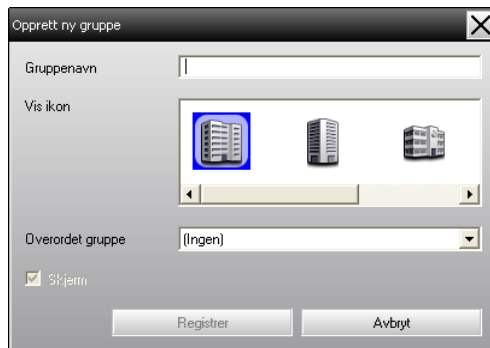 Opprett ny gruppe
Gruppenavn
Vis ikon
Overordet gruppe
(Ingen)
Skjerm
Registrer
Avbryt